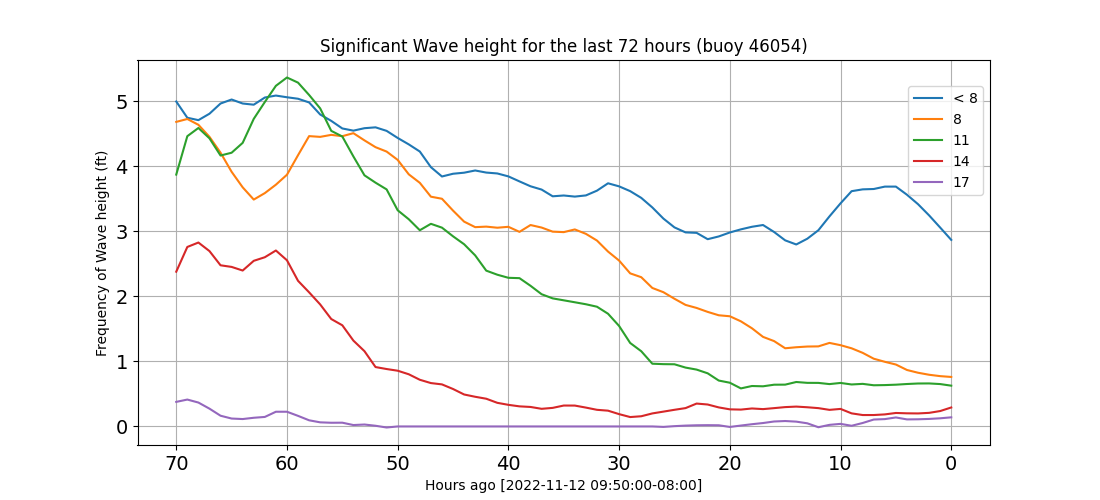 Significant Wave height for the last 72 hours (buoy 46054)
Frequency of Wave height (ft)
5
4
3
2
1
0
< 8
8
11
14
17
70 60 50 40 30 20 10 0
Hours ago [2022-11-12 09:50:00-08:00]